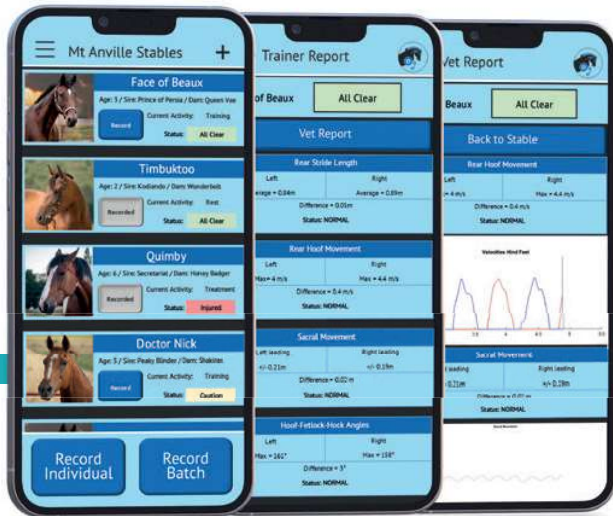 Mt Anville Stables +
Face of Beaux
Age: 3 / Sire: Prince of Persia / Dam: Queen Vee
Record
Current Activity: Training
Status: All Clear
Timbuktoo
Age: 2 / Sire: Kodiando / Dam: Wonderbolt
Recorded
Current Activity: Rest
Status: All Clear
Quimby
Age: 6 / Sire: Secretariat / Dam: Honey Badger
Recorded
Current Activity: Treatment
Status: Injured
Doctor Nick
Age: 3 / Sire: Peaky Blinder / Dam: Shakiter
Record
Current Activity: Training
Status: Caution
Record Individual
Record Batch
Trainer Report
of Beaux
All Clear
Vet Report
Rear Stride Length
Left Right
Average = 0.89m
Difference = 0.01m
Status: NORMAL
Rear Hoof Movement
Left Right
Max= 4 m/s Max = 4.4 m/s
Difference = 0.4 m/s
Status: NORMAL
Sacral Movement
Left leading Right leading
+/- 0.21m +/- 0.19m
Difference = 0.02 m
Status: NORMAL
Hoof-Fetlock-Hock Angles
Left Right
Max = 161° Max = 158°
Difference = 3°
Status: NORMAL
Vet Report
Beaux
All Clear
Back to Stable
Rear Hoof Movement
Left Right
= 4 m/s Max = 4.4 m/s
Difference = 0.4 m/s
Status: NORMAL
Velocities Hind Feet
Sacral Movement
leading Right leading
0.21m +/- 0.19m
Difference = 0.02 m
Status: NORMAL